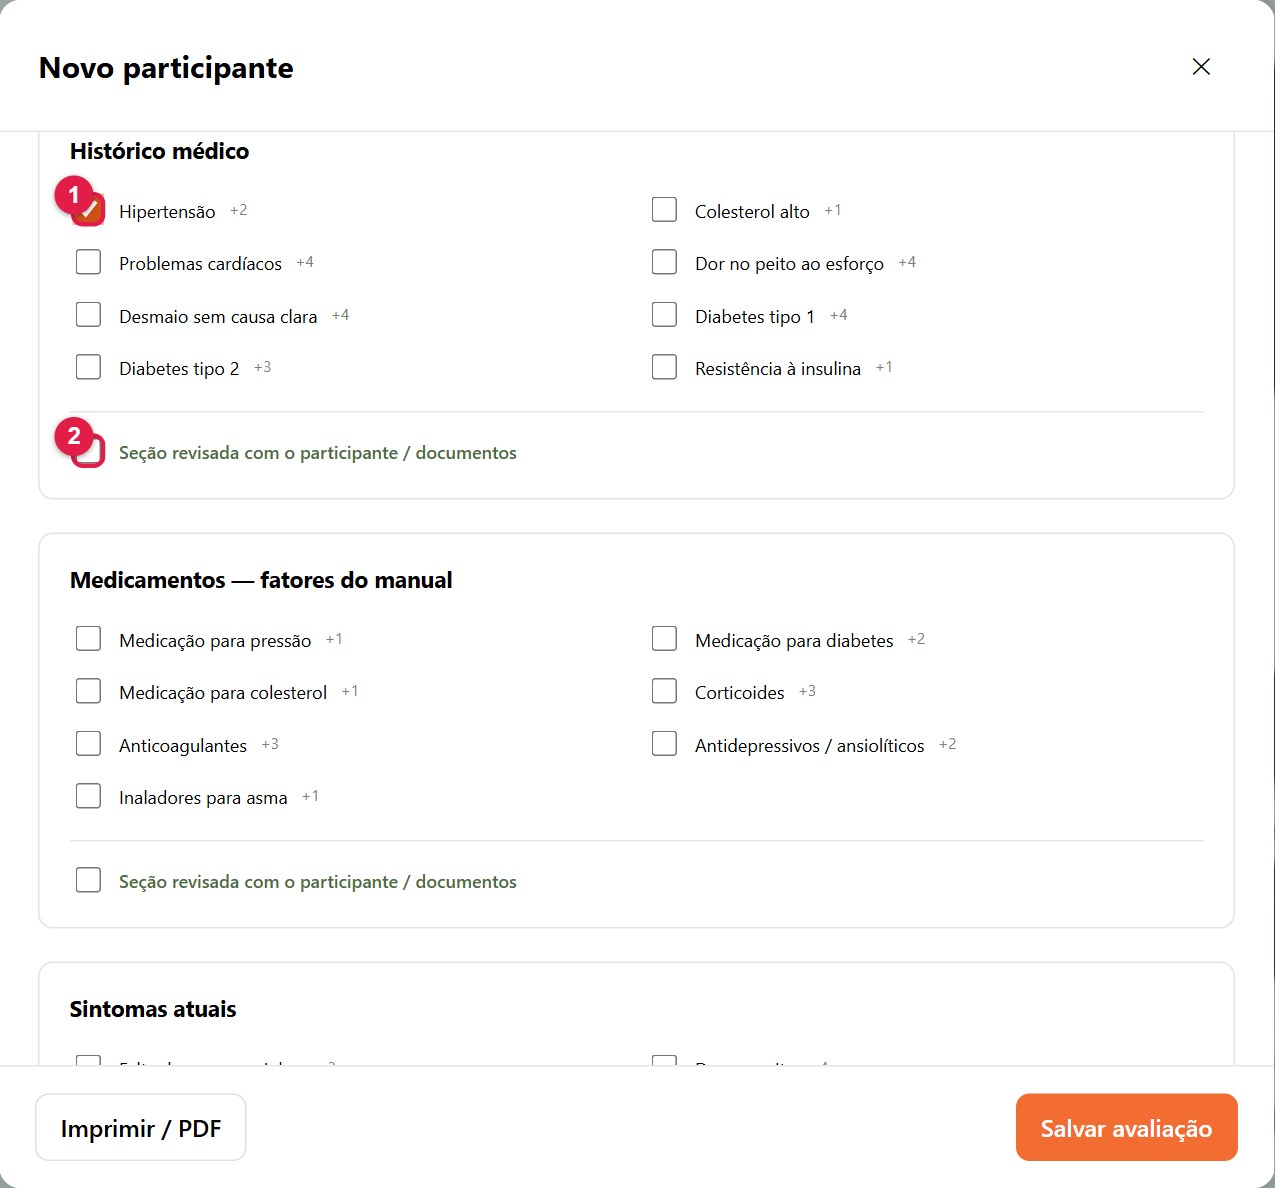 Novo participante
Histórico médico
1
Hipertensão +2
Colesterol alto +1
Problemas cardíacos +4
Dor no peito ao esforço +4
Desmaio sem causa clara +4
Diabetes tipo 1 +4
Diabetes tipo 2 +3
Resistência à insulina +1
2
Seção revisada com o participante / documentos
Medicamentos — fatores do manual
Medicação para pressão +1
Medicação para diabetes +2
Medicação para colesterol +1
Corticoides +3
Anticoagulantes +3
Antidepressivos / ansiolíticos +2
Inaladores para asma +1
Seção revisada com o participante / documentos
Sintomas atuais
Imprimir / PDF
Salvar avaliação